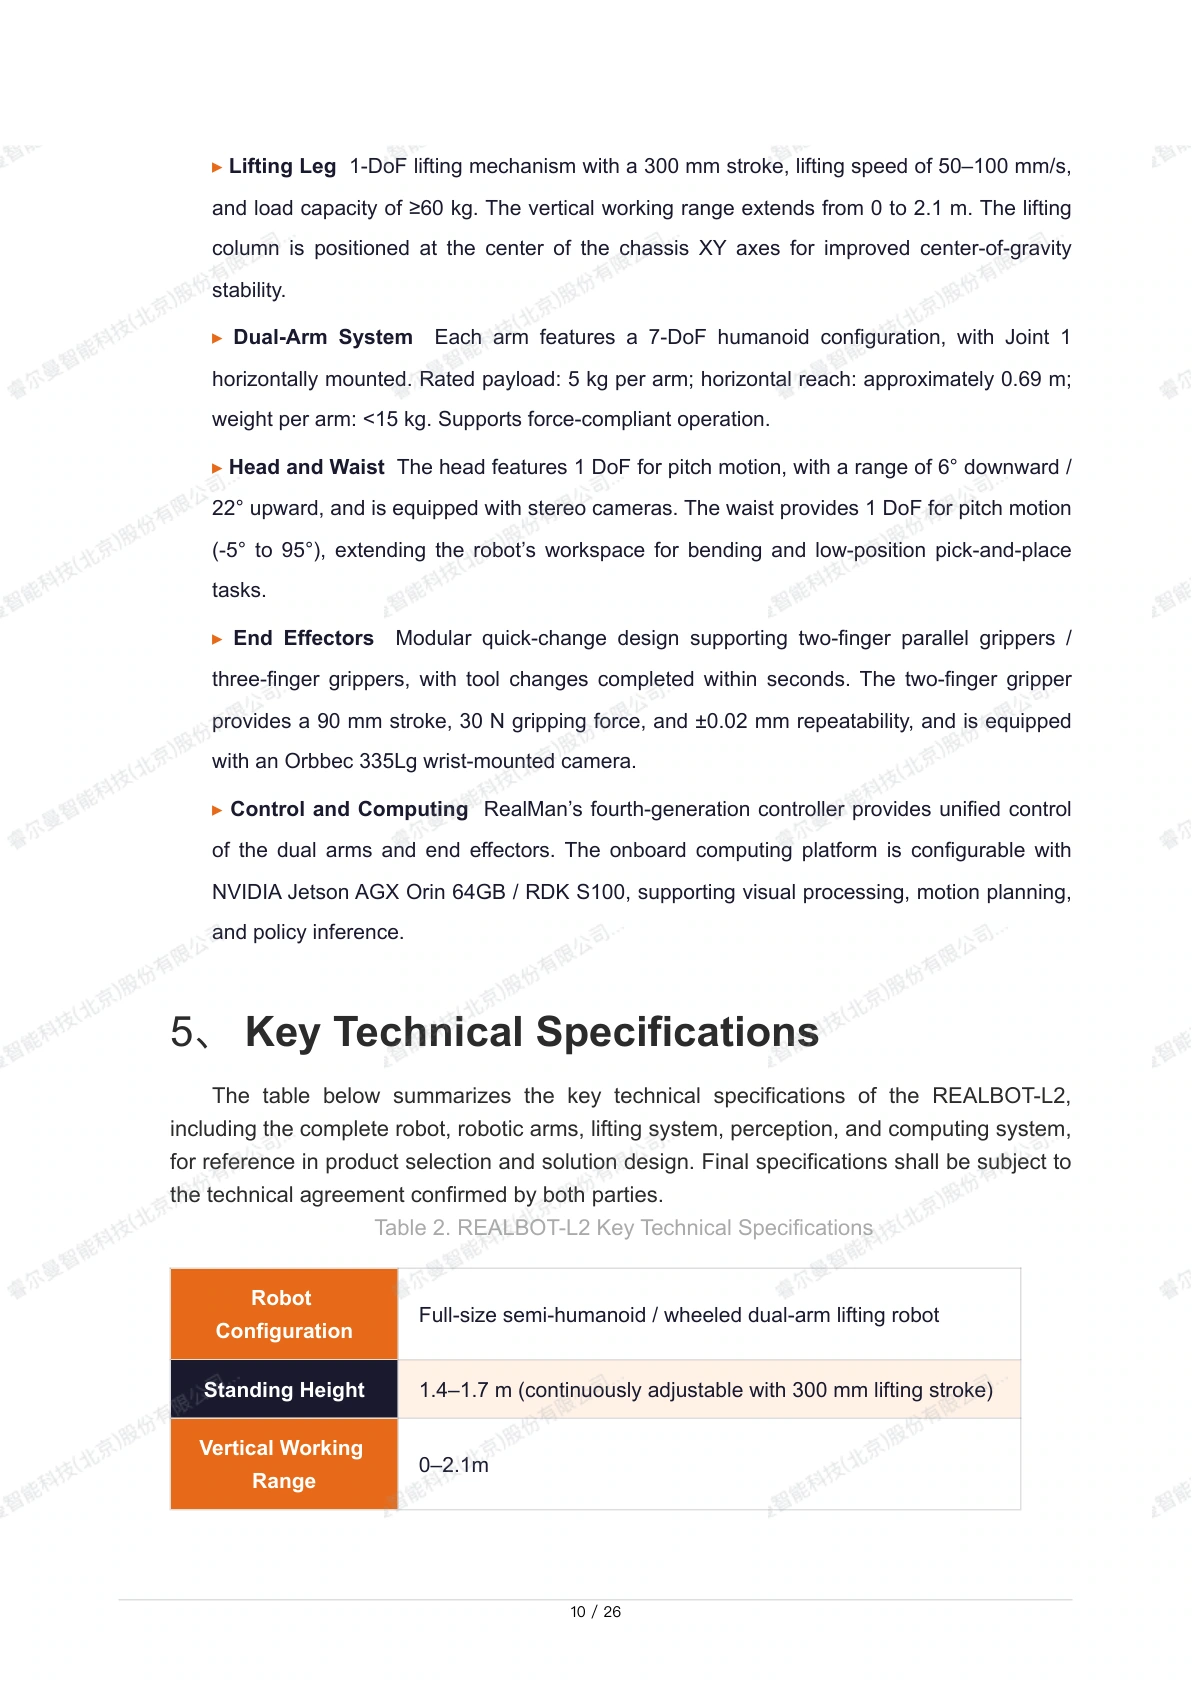 ▸ Lifting Leg 1-DoF lifting mechanism with a 300 mm stroke, lifting speed of 50–100 mm/s,
and load capacity of ≥60 kg. The vertical working range extends from 0 to 2.1 m. The lifting
column is positioned at the center of the chassis XY axes for improved center-of-gravity
stability.
▸ Dual-Arm System Each arm features a 7-DoF humanoid configuration, with Joint 1
horizontally mounted. Rated payload: 5 kg per arm; horizontal reach: approximately 0.69 m;
weight per arm: <15 kg. Supports force-compliant operation.
▸ Head and Waist The head features 1 DoF for pitch motion, with a range of 6° downward /
22° upward, and is equipped with stereo cameras. The waist provides 1 DoF for pitch motion
(-5° to 95°), extending the robot’s workspace for bending and low-position pick-and-place
tasks.
▸ End Effectors Modular quick-change design supporting two-finger parallel grippers /
three-finger grippers, with tool changes completed within seconds. The two-finger gripper
provides a 90 mm stroke, 30 N gripping force, and ±0.02 mm repeatability, and is equipped
with an Orbbec 335Lg wrist-mounted camera.
▸ Control and Computing RealMan’s fourth-generation controller provides unified control
of the dual arms and end effectors. The onboard computing platform is configurable with
NVIDIA Jetson AGX Orin 64GB / RDK S100, supporting visual processing, motion planning,
and policy inference.
5、 Key Technical Specifications
The table below summarizes the key technical specifications of the REALBOT-L2,
including the complete robot, robotic arms, lifting system, perception, and computing system,
for reference in product selection and solution design. Final specifications shall be subject to
the technical agreement confirmed by both parties.
Table 2. REALBOT-L2 Key Technical Specifications
Robot
Configuration
Full-size semi-humanoid / wheeled dual-arm lifting robot
Standing Height
1.4–1.7 m (continuously adjustable with 300 mm lifting stroke)
Vertical Working
Range
0–2.1m
10 / 26
睿尔曼智能科技(北京)股份有限公司...